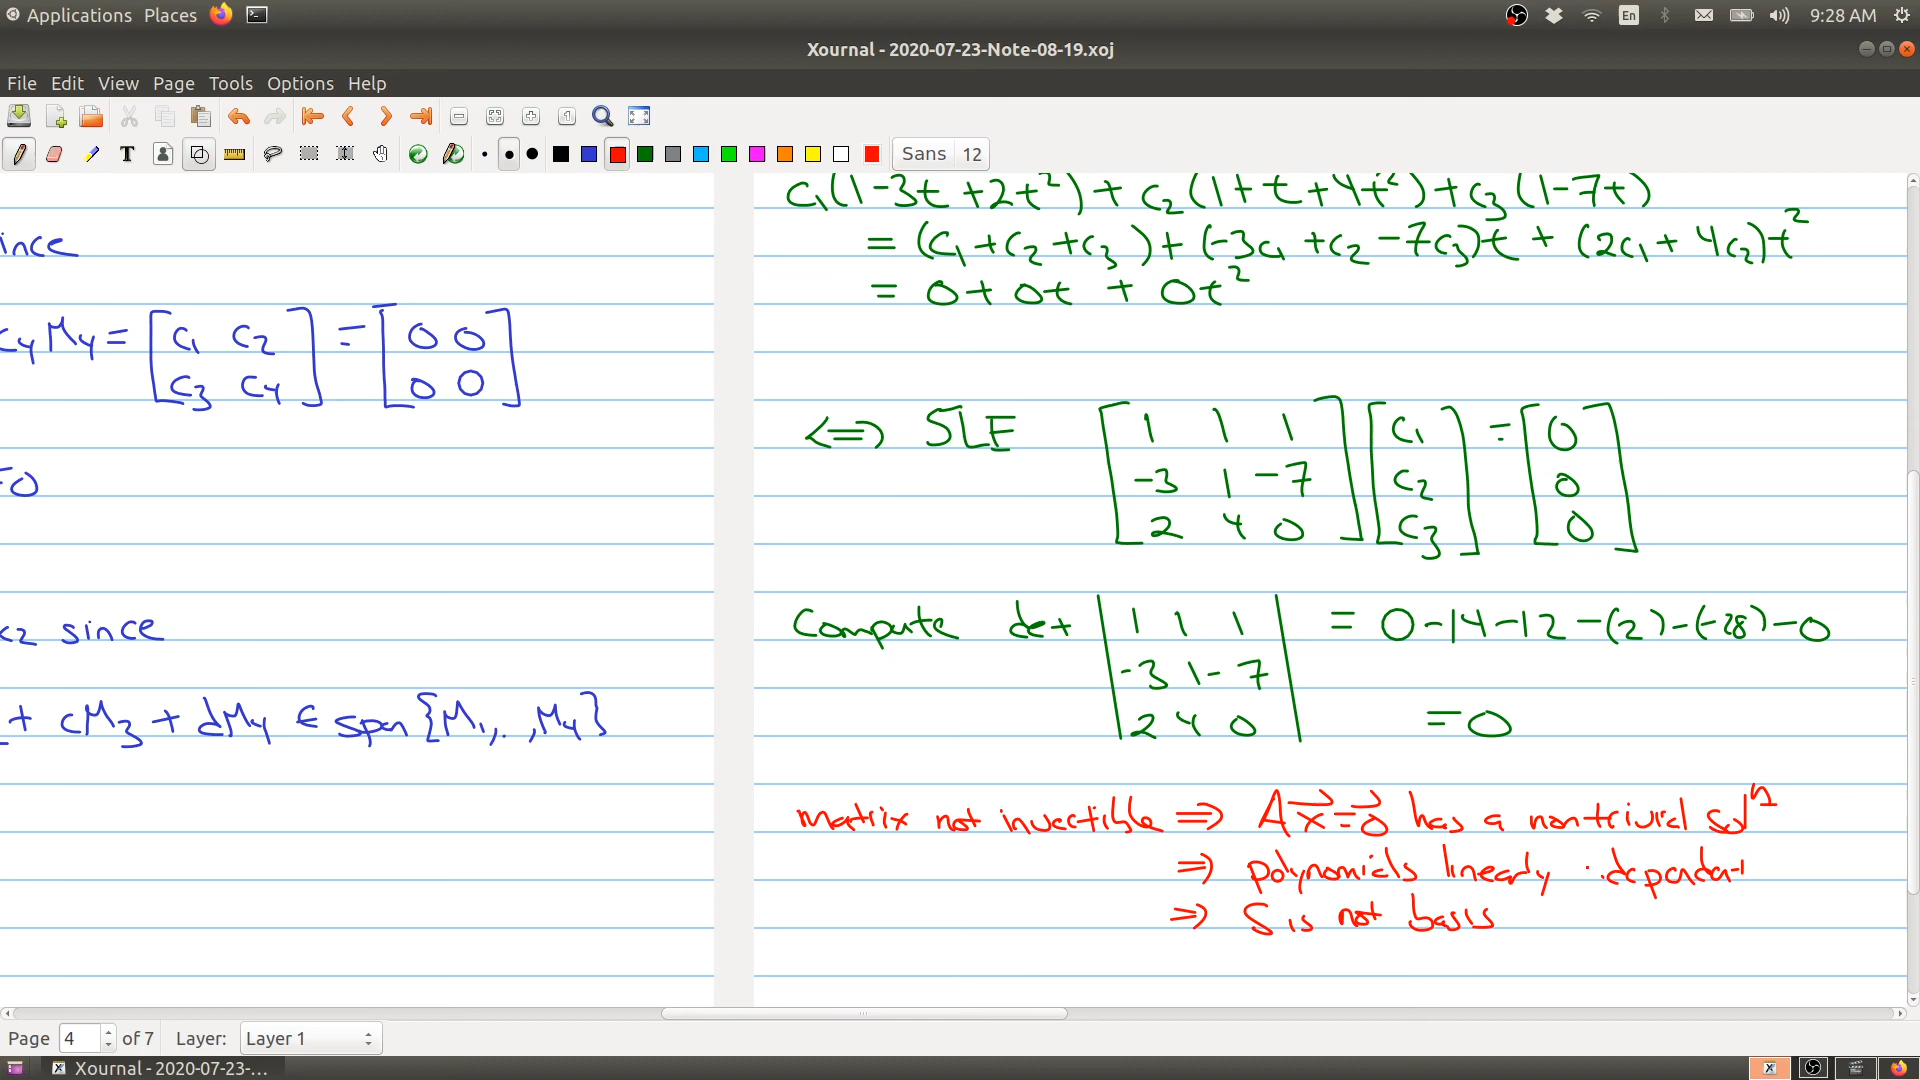 Applications Places En 9:28 AM
Xournal - 2020-07-23-Note-08-19.xoj
File Edit View Page Tools Options Help
T Sans 12
ince
c₄M₄ = [c₁ c₂ = [0 0
c₃ c₄] 0 0]
=0
κ2 since
+ cM₃ + dM₄ ∈ span {M₁, . , M₄}
c₁(1-3t+2t²) + c₂(1+t+4t²) + c₃(1-7t)
= (c₁+c₂+c₃) + (-3c₁+c₂-7c₃)t + (2c₁+4c₂)t²
= 0+0t + 0t²
<=> SLE [1 1 1 [c₁ = [0
-3 1 -7 c₂ 0
2 4 0] c₃] 0]
Compute det |1 1 1| = 0-14-12-(2)-(-28)-0
|-3 1 -7|
|2 4 0| =0
matrix not invertible => Ax⃗=0⃗ has a nontrivial solⁿ
=> polynomials linearly dependent
=> S is not basis
Page 4 of 7 Layer: Layer 1
Xournal - 2020-07-23-...